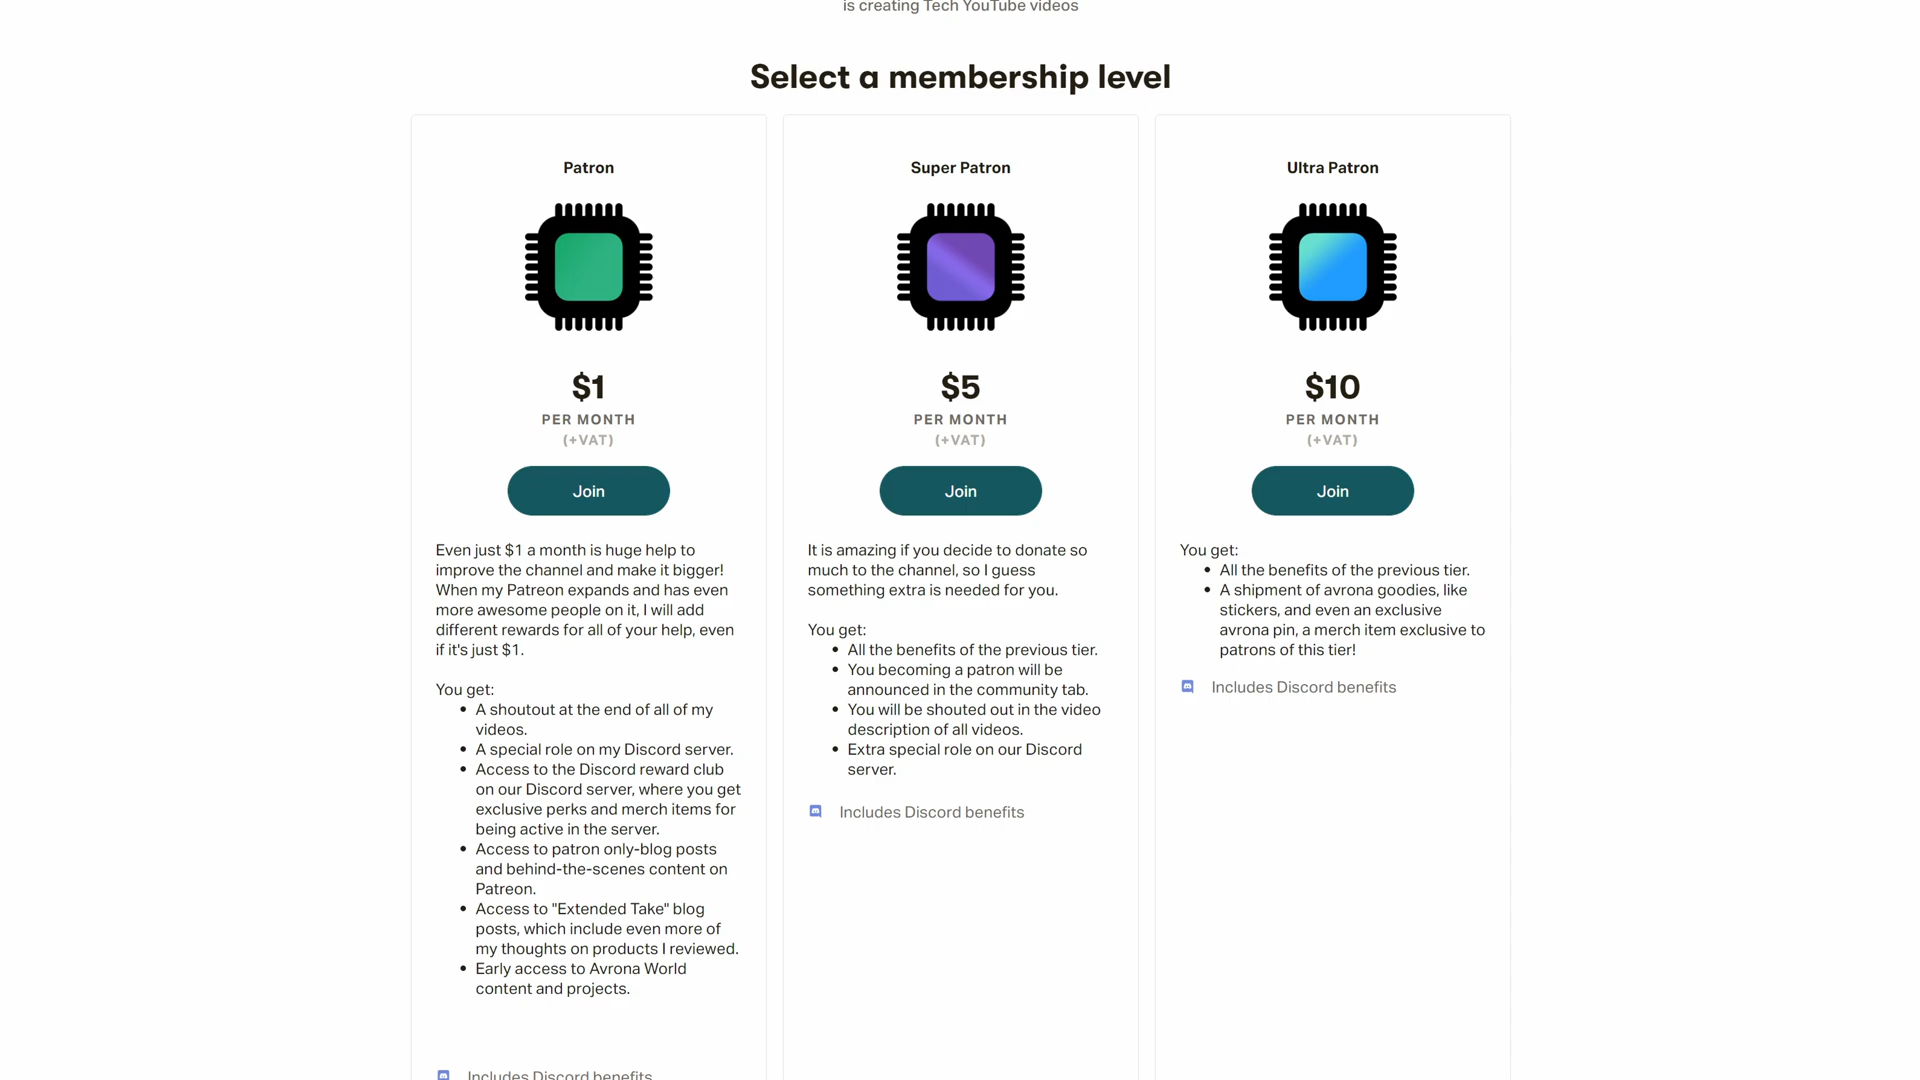 is creating Tech YouTube videos
Select a membership level
Patron
$1
PER MONTH
(+VAT)
Join
Even just $1 a month is huge help to
improve the channel and make it bigger!
When my Patreon expands and has even
more awesome people on it, I will add
different rewards for all of your help, even
if it's just $1.
You get:
• A shoutout at the end of all of my
videos.
• A special role on my Discord server.
• Access to the Discord reward club
on our Discord server, where you get
exclusive perks and merch items for
being active in the server.
• Access to patron only-blog posts
and behind-the-scenes content on
Patreon.
• Access to "Extended Take" blog
posts, which include even more of
my thoughts on products I reviewed.
• Early access to Avrona World
content and projects.
Includes Discord benefits
Super Patron
$5
PER MONTH
(+VAT)
Join
It is amazing if you decide to donate so
much to the channel, so I guess
something extra is needed for you.
You get:
• All the benefits of the previous tier.
• You becoming a patron will be
announced in the community tab.
• You will be shouted out in the video
description of all videos.
• Extra special role on our Discord
server.
Includes Discord benefits
Ultra Patron
$10
PER MONTH
(+VAT)
Join
You get:
• All the benefits of the previous tier.
• A shipment of avrona goodies, like
stickers, and even an exclusive
avrona pin, a merch item exclusive to
patrons of this tier!
Includes Discord benefits